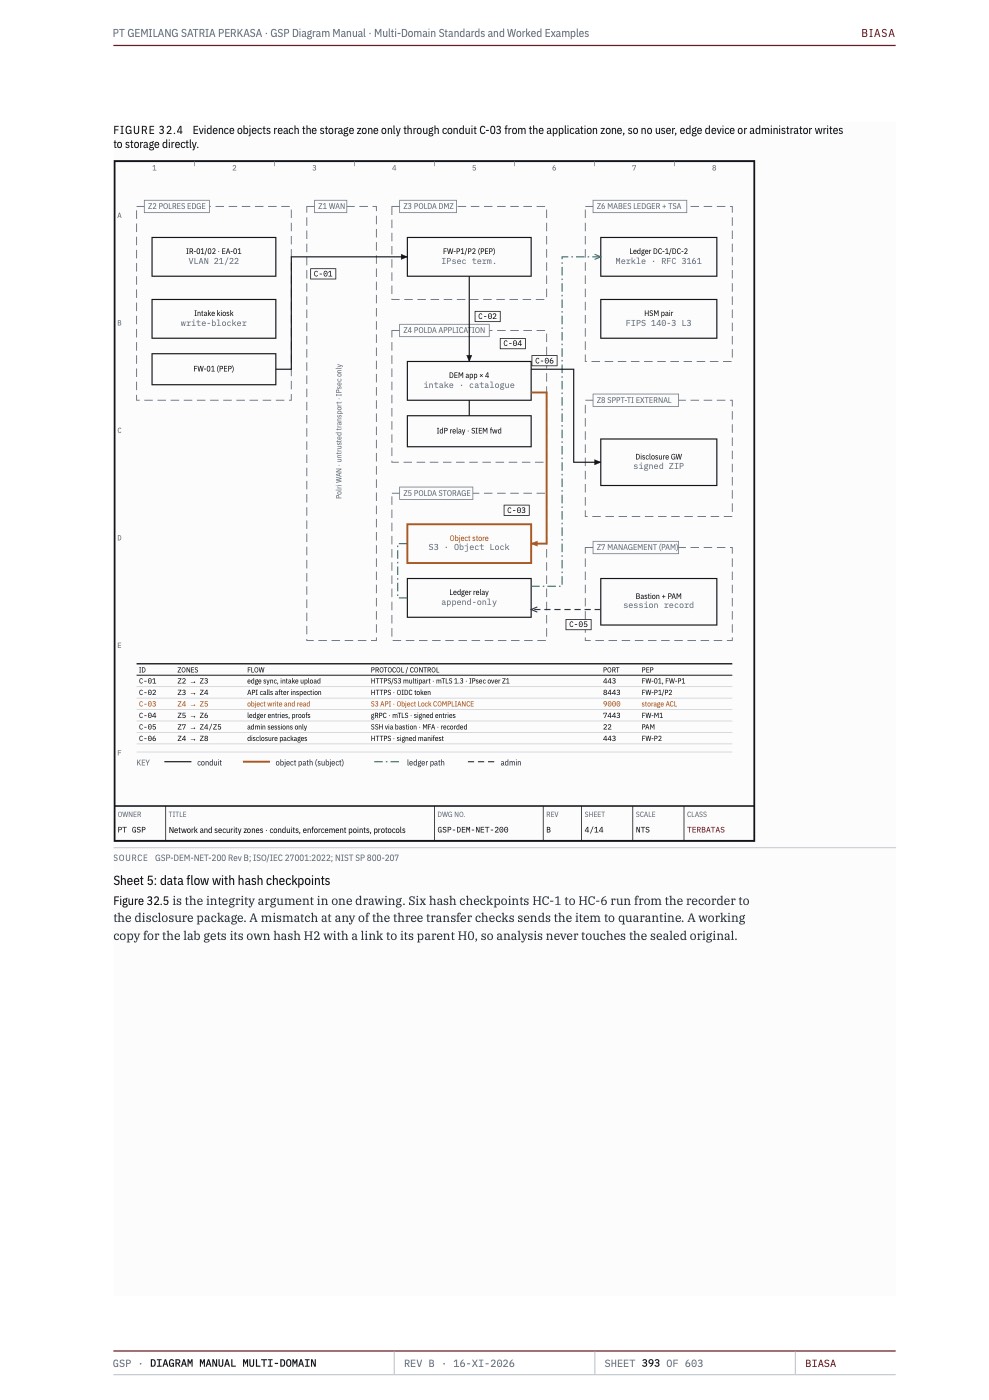 PT GEMILANG SATRIA PERKASA · GSP Diagram Manual · Multi-Domain Standards and Worked Examples
BIASA
FIGURE 32.4 Evidence objects reach the storage zone only through conduit C-03 from the application zone, so no user, edge device or administrator writes
to storage directly.
1 2 3 4 5 6 7 8
A
B
C
D
E
F
Z2 POLRES EDGE
IR-01/02 · EA-01
VLAN 21/22
Intake kiosk
write-blocker
FW-01 (PEP)
Z1 WAN
C-01
Polri WAN · untrusted transport · IPsec only
Z3 POLDA DMZ
FW-P1/P2 (PEP)
IPsec term.
C-02
Z4 POLDA APPLICATION
C-04
C-06
DEM app × 4
intake · catalogue
IdP relay · SIEM fwd
Z5 POLDA STORAGE
C-03
Object store
S3 · Object Lock
Ledger relay
append-only
C-05
Z6 MABES LEDGER + TSA
Ledger DC-1/DC-2
Merkle · RFC 3161
HSM pair
FIPS 140-3 L3
Z8 SPPT-TI EXTERNAL
Disclosure GW
signed ZIP
Z7 MANAGEMENT (PAM)
Bastion + PAM
session record
ID ZONES FLOW PROTOCOL / CONTROL PORT PEP
C-01 Z2 → Z3 edge sync, intake upload HTTPS/S3 multipart · mTLS 1.3 · IPsec over Z1 443 FW-01, FW-P1
C-02 Z3 → Z4 API calls after inspection HTTPS · OIDC token 8443 FW-P1/P2
C-03 Z4 → Z5 object write and read S3 API · Object Lock COMPLIANCE 9000 storage ACL
C-04 Z5 → Z6 ledger entries, proofs gRPC · mTLS · signed entries 7443 FW-M1
C-05 Z7 → Z4/Z5 admin sessions only SSH via bastion · MFA · recorded 22 PAM
C-06 Z4 → Z8 disclosure packages HTTPS · signed manifest 443 FW-P2
KEY conduit object path (subject) ledger path admin
OWNER TITLE DWG NO. REV SHEET SCALE CLASS
PT GSP Network and security zones · conduits, enforcement points, protocols GSP-DEM-NET-200 B 4/14 NTS TERBATAS
SOURCE GSP-DEM-NET-200 Rev B; ISO/IEC 27001:2022; NIST SP 800-207
Sheet 5: data flow with hash checkpoints
Figure 32.5 is the integrity argument in one drawing. Six hash checkpoints HC-1 to HC-6 run from the recorder to
the disclosure package. A mismatch at any of the three transfer checks sends the item to quarantine. A working
copy for the lab gets its own hash H2 with a link to its parent H0, so analysis never touches the sealed original.
GSP · DIAGRAM MANUAL MULTI-DOMAIN REV B · 16-XI-2026 SHEET 393 OF 603 BIASA